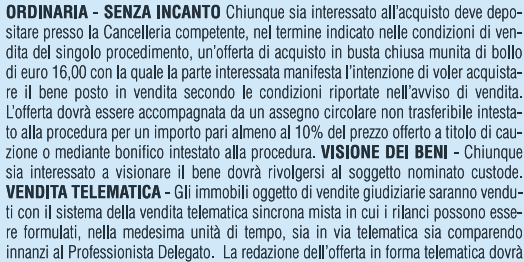 ORDINARIA - SENZA INCANTO Chiunque sia interessato all'acquisto deve depo-
sitare presso la Cancelleria competente, nel termine indicato nelle condizioni di ven-
dita del singolo procedimento, un'offerta di acquisto in busta chiusa munita di bollo
di euro 16,00 con la quale la parte interessata manifesta l'intenzione di voler acquista-
re il bene posto in vendita secondo le condizioni riportate nell'avviso di vendita.
L'offerta dovrà essere accompagnata da un assegno circolare non trasferibile intesta-
to alla procedura per un importo pari almeno al 10% del prezzo offerto a titolo di cau-
zione o mediante bonifico intestato alla procedura. VISIONE DEI BENI - Chiunque
sia interessato a visionare il bene dovrà rivolgersi al soggetto nominato custode.
VENDITA TELEMATICA - Gli immobili oggetto di vendite giudiziarie saranno vendu-
ti con il sistema della vendita telematica sincrona mista in cui i rilanci possono esse-
re formulati, nella medesima unità di tempo, sia in via telematica sia comparendo
innanzi al Professionista Delegato. La redazione dell'offerta in forma telematica dovrà